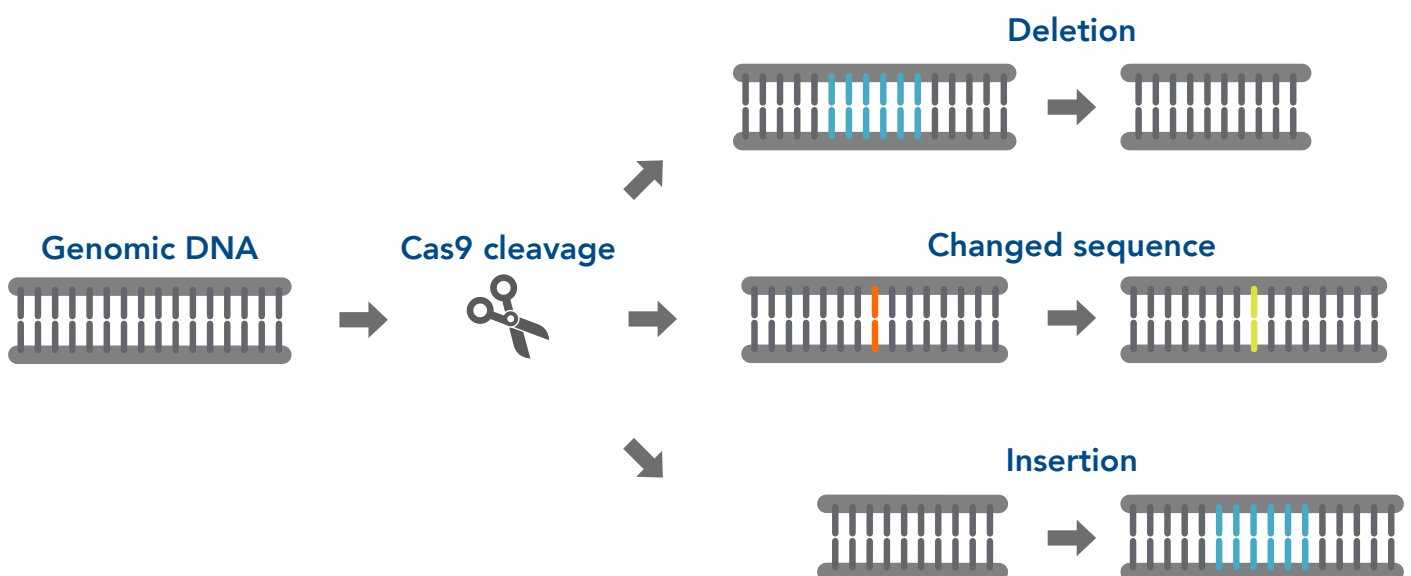 Deletion
Genomic DNA
Cas9 cleavage
Changed sequence
Insertion